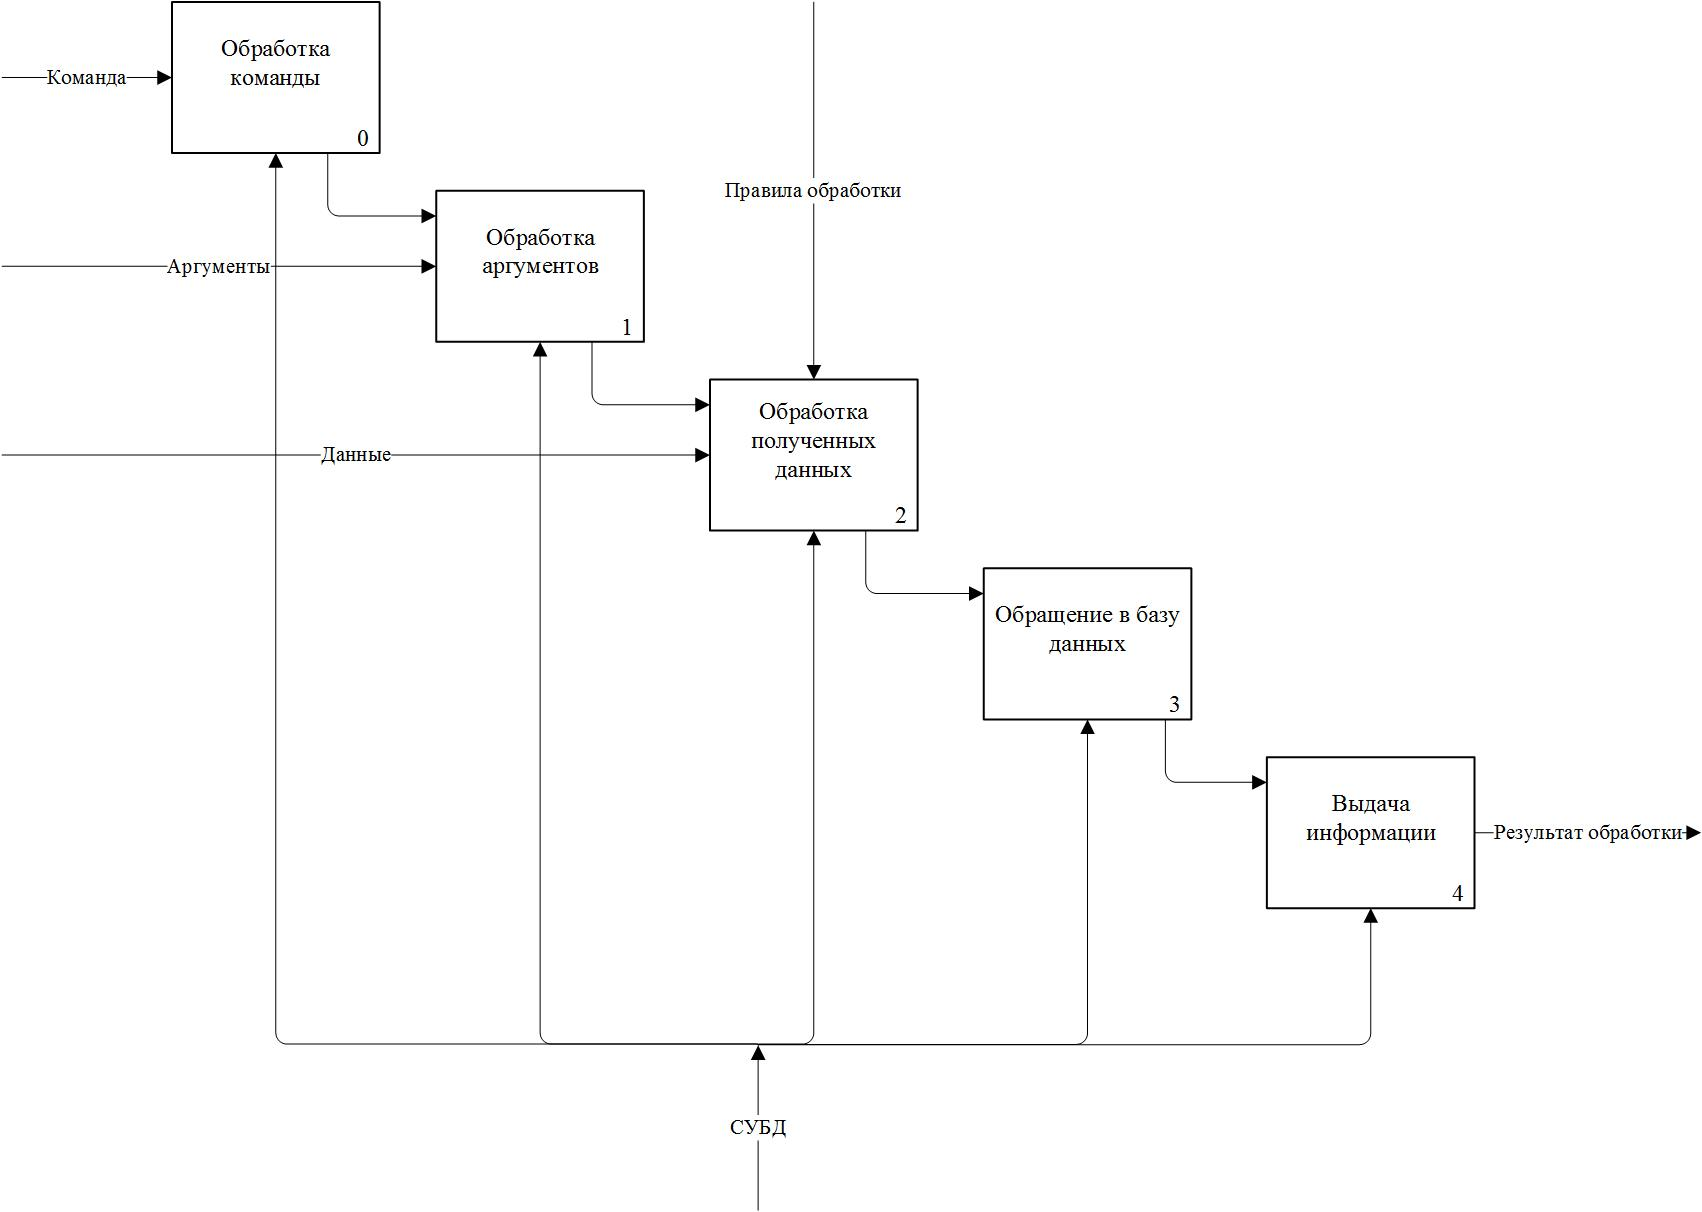 Обработка
команды
Команда
0
Правила обработки
Обработка
аргументов
Аргументы
1
Обработка
полученных
данных
Данные
2
Обращение в базу
данных
3
Выдача
информации
Результат обработки
4
СУБД